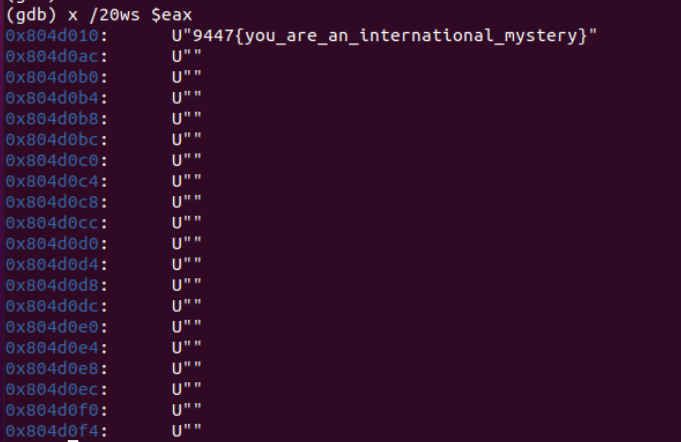 (gdb) x /20ws $eax
0x804d010: U"9447{you_are_an_international_mystery}"
0x804d0ac: U""
0x804d0b0: U""
0x804d0b4: U""
0x804d0b8: U""
0x804d0bc: U""
0x804d0c0: U""
0x804d0c4: U""
0x804d0c8: U""
0x804d0cc: U""
0x804d0d0: U""
0x804d0d4: U""
0x804d0d8: U""
0x804d0dc: U""
0x804d0e0: U""
0x804d0e4: U""
0x804d0e8: U""
0x804d0ec: U""
0x804d0f0: U""
0x804d0f4: U""